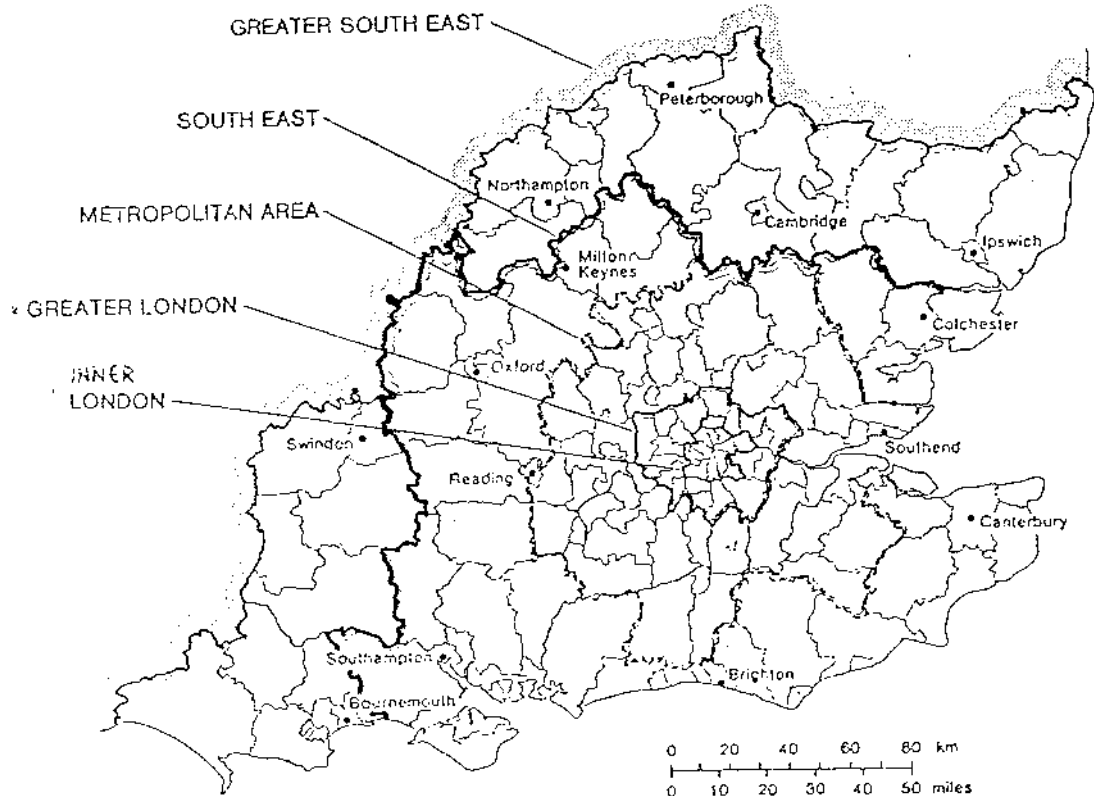 GREATER SOUTH EAST
Peterborough
SOUTH EAST
Northampton
METROPOLITAN AREA
Cambridge
Ipswich
Milton
Keynes
× GREATER LONDON
Colchester
Oxford
INNER
LONDON
Swindon
Southend
Reading
Canterbury
Southampton
Brighton
Bournemouth
0 20 40 60 80 km
0 10 20 30 40 50 miles